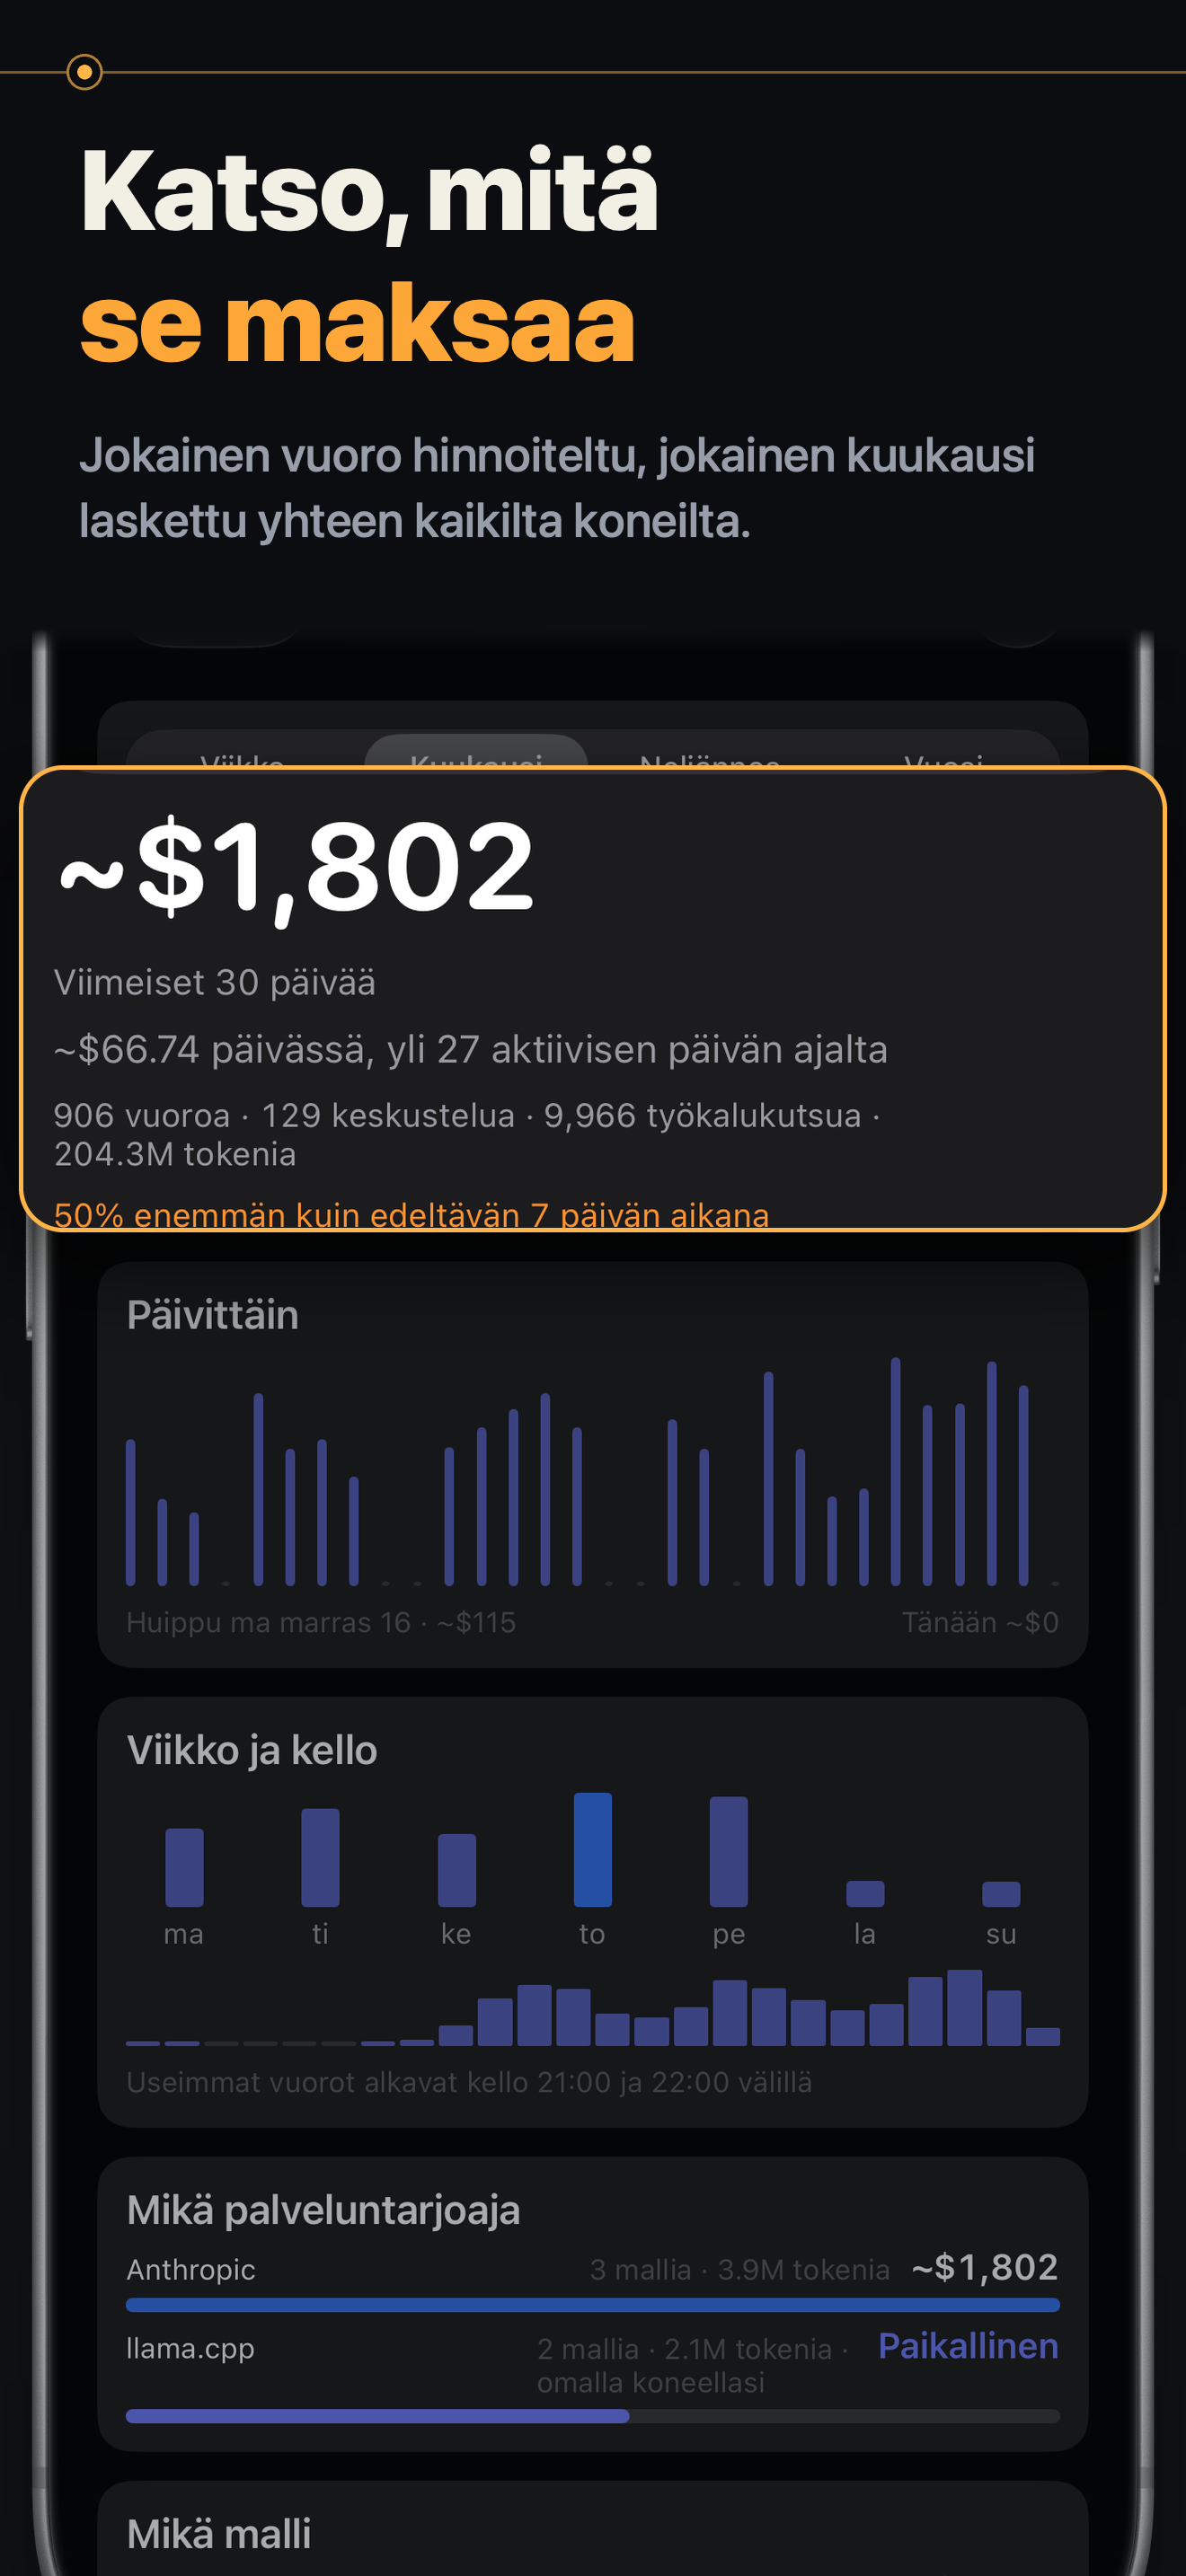 Katso, mitä
se maksaa
Jokainen vuoro hinnoiteltu, jokainen kuukausi
laskettu yhteen kaikilta koneilta.
Viikko Kuukausi Neljännes Vuosi
~$1,802
Viimeiset 30 päivää
~$66.74 päivässä, yli 27 aktiivisen päivän ajalta
906 vuoroa · 129 keskustelua · 9,966 työkalukutsua ·
204.3M tokenia
50% enemmän kuin edeltävän 7 päivän aikana
Päivittäin
Huippu ma marras 16 · ~$115 Tänään ~$0
Viikko ja kello
ma ti ke to pe la su
Useimmat vuorot alkavat kello 21:00 ja 22:00 välillä
Mikä palveluntarjoaja
Anthropic 3 mallia · 3.9M tokenia ~$1,802
llama.cpp 2 mallia · 2.1M tokenia · Paikallinen
omalla koneellasi
Mikä malli